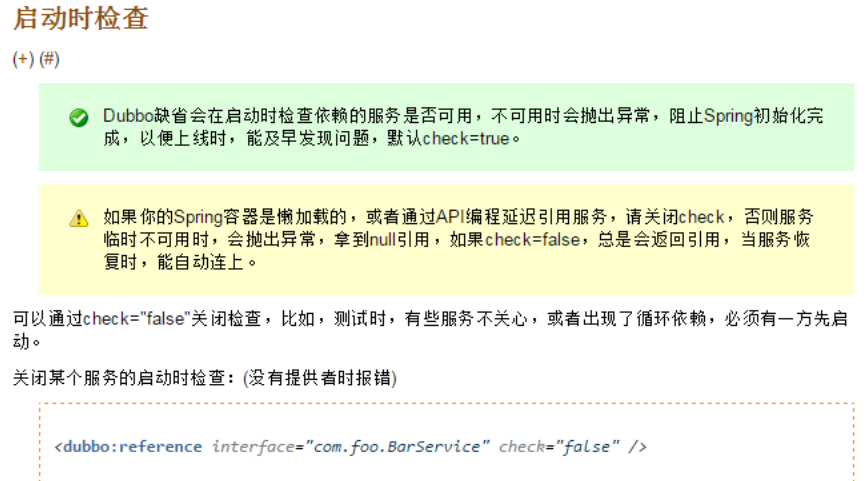 启动时检查
(+) (#)
Dubbo缺省会在启动时检查依赖的服务是否可用，不可用时会抛出异常，阻止Spring初始化完
成，以便上线时，能及早发现问题，默认check=true。
如果你的Spring容器是懒加载的，或者通过API编程延迟引用服务，请关闭check，否则服务
临时不可用时，会抛出异常，拿到null引用，如果check=false，总是会返回引用，当服务恢
复时，能自动连上。
可以通过check="false"关闭检查，比如，测试时，有些服务不关心，或者出现了循环依赖，必须有一方先启
动。
关闭某个服务的启动时检查：(没有提供者时报错)
<dubbo:reference interface="com.foo.BarService" check="false" />